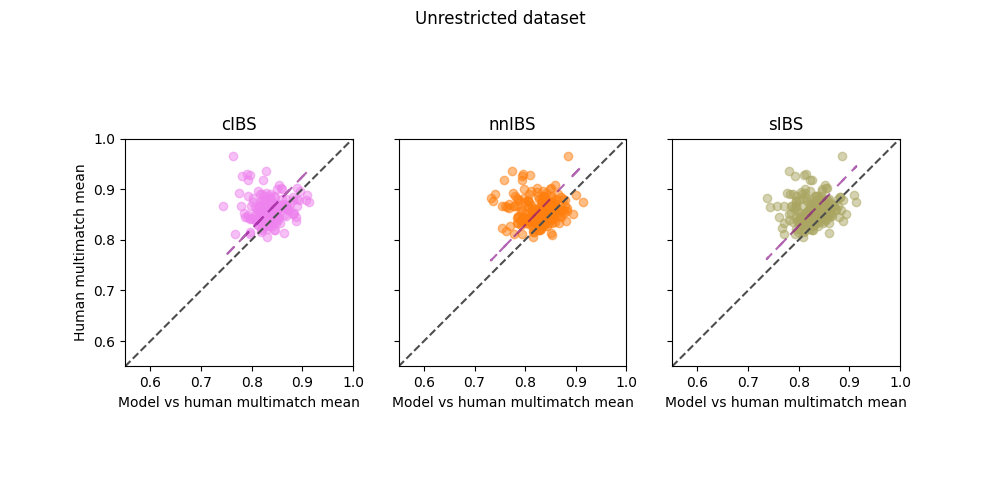 Unrestricted dataset
cIBS
nnIBS
sIBS
Human multimatch mean
1.0
0.9
0.8
0.7
0.6
0.6 0.7 0.8 0.9 1.0
0.6 0.7 0.8 0.9 1.0
0.6 0.7 0.8 0.9 1.0
Model vs human multimatch mean
Model vs human multimatch mean
Model vs human multimatch mean